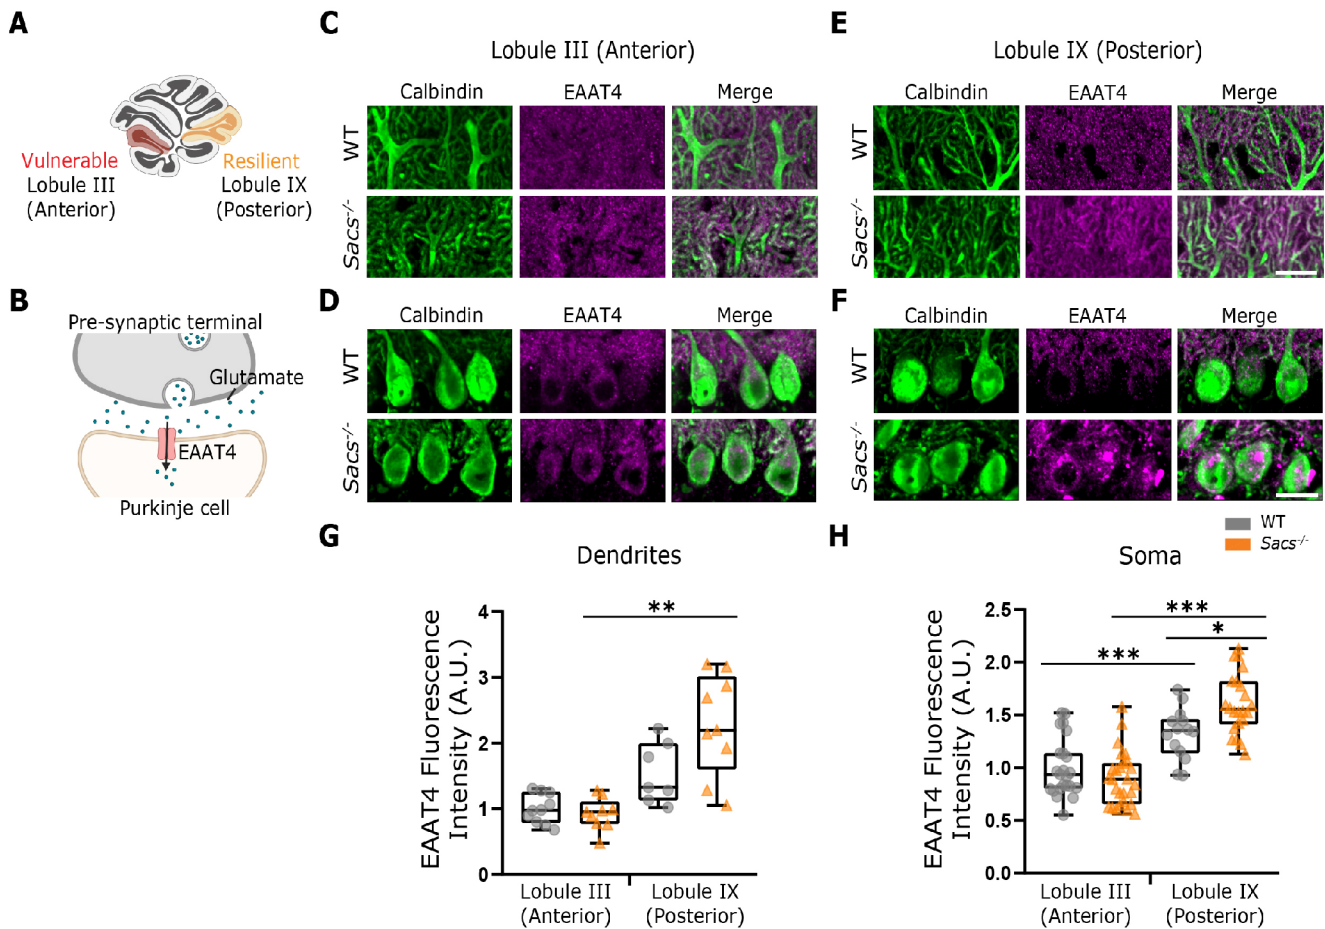 A
Vulnerable
Lobule III
(Anterior)
Resilient
Lobule IX
(Posterior)
B
Pre-synaptic terminal
Glutamate
EAAT4
Purkinje cell
C
Lobule III (Anterior)
Calbindin EAAT4 Merge
WT
Sacs-/-
D
Calbindin EAAT4 Merge
WT
Sacs-/-
E
Lobule IX (Posterior)
Calbindin EAAT4 Merge
WT
Sacs-/-
F
Calbindin EAAT4 Merge
WT
Sacs-/-
G
Dendrites
EAAT4 Fluorescence
Intensity (A.U.)
4
3
2
1
0
**
Lobule III
(Anterior)
Lobule IX
(Posterior)
H
WT
Sacs-/-
Soma
EAAT4 Fluorescence
Intensity (A.U.)
2.5
2.0
1.5
1.0
0.5
0.0
***
*
***
Lobule III
(Anterior)
Lobule IX
(Posterior)